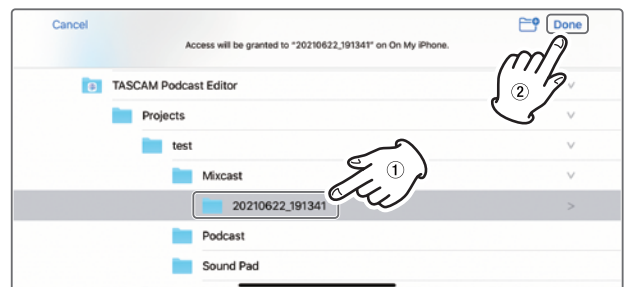 Cancel
Done
Access will be granted to "20210622_191341" on On My iPhone.
TASCAM Podcast Editor
②
Projects
test
①
Mixcast
20210622_191341
Podcast
Sound Pad